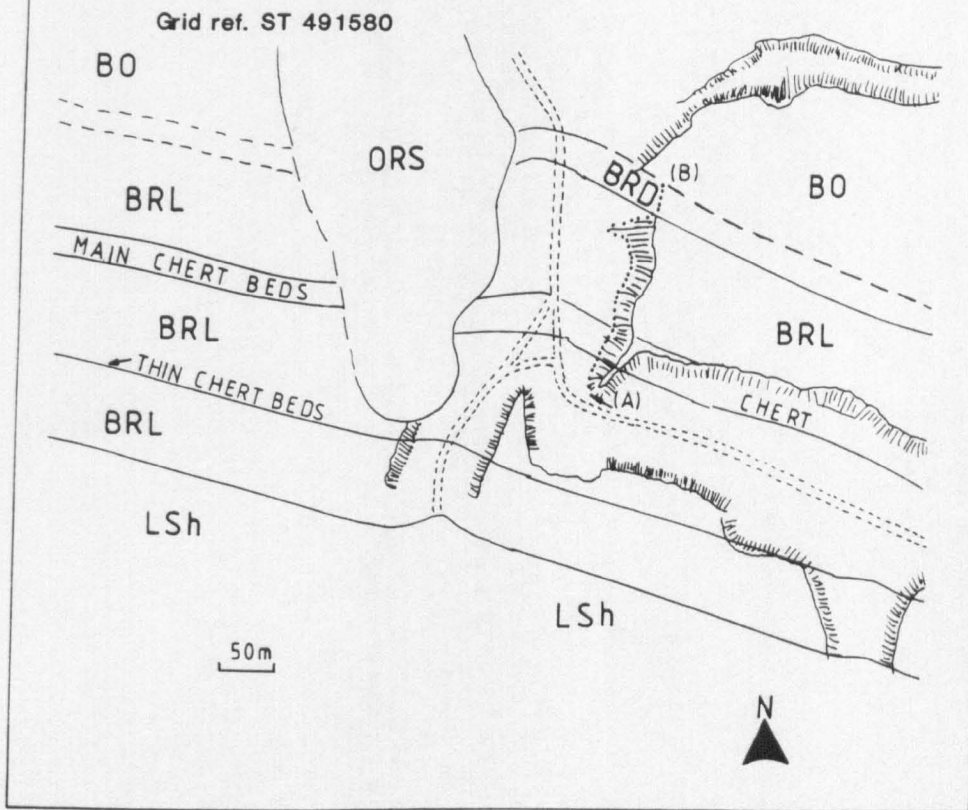 Grid ref. ST 491580
BO
ORS
BRD
(B)
BO
BRL
MAIN CHERT BEDS
BRL
BRL
THIN CHERT BEDS
CHERT
(A)
BRL
LSh
LSh
50m
N